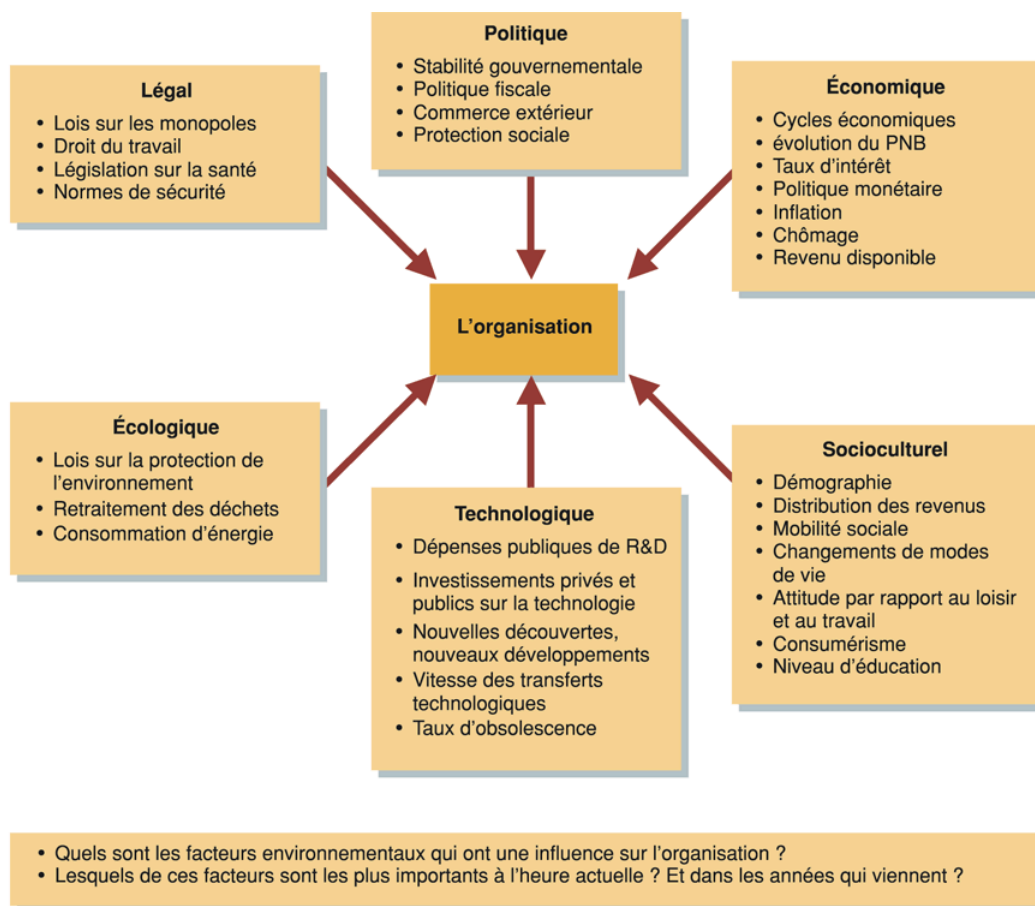 Politique
• Stabilité gouvernementale
• Politique fiscale
• Commerce extérieur
• Protection sociale
Légal
• Lois sur les monopoles
• Droit du travail
• Législation sur la santé
• Normes de sécurité
Économique
• Cycles économiques
• évolution du PNB
• Taux d'intérêt
• Politique monétaire
• Inflation
• Chômage
• Revenu disponible
L'organisation
Écologique
• Lois sur la protection de
l'environnement
• Retraitement des déchets
• Consommation d'énergie
Technologique
• Dépenses publiques de R&D
• Investissements privés et
publics sur la technologie
• Nouvelles découvertes,
nouveaux développements
• Vitesse des transferts
technologiques
• Taux d'obsolescence
Socioculturel
• Démographie
• Distribution des revenus
• Mobilité sociale
• Changements de modes
de vie
• Attitude par rapport au loisir
et au travail
• Consumérisme
• Niveau d'éducation
• Quels sont les facteurs environnementaux qui ont une influence sur l'organisation ?
• Lesquels de ces facteurs sont les plus importants à l'heure actuelle ? Et dans les années qui viennent ?